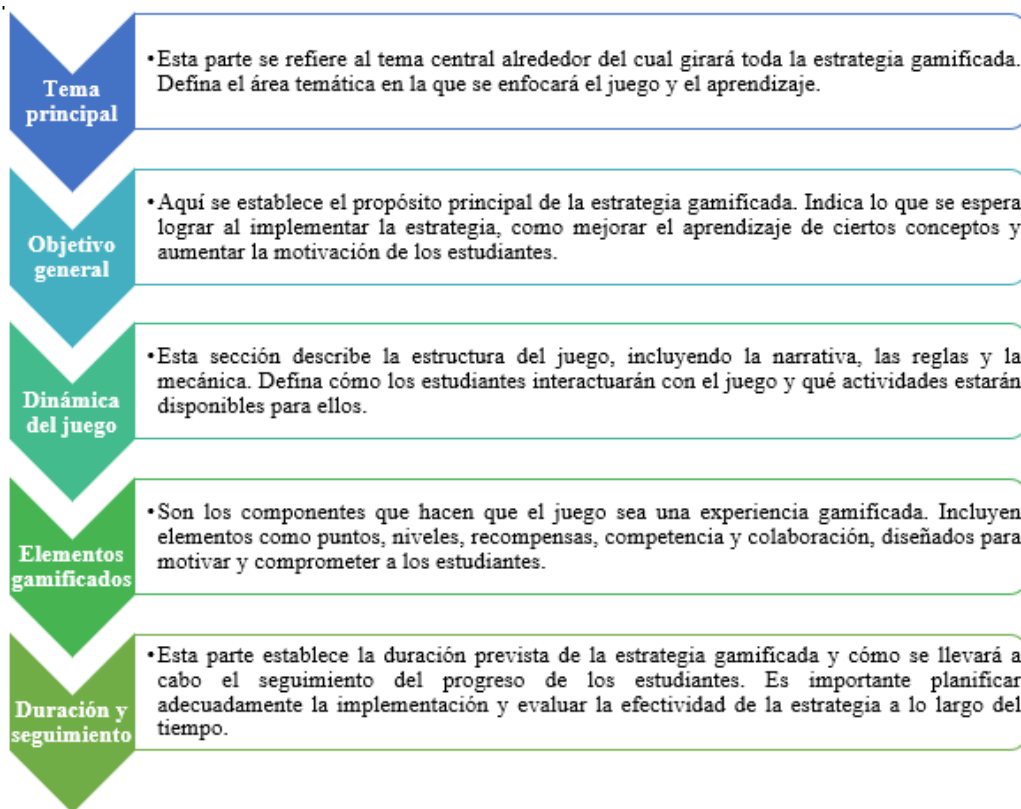 Tema
principal
•Esta parte se refiere al tema central alrededor del cual girará toda la estrategia gamificada.
Defina el área temática en la que se enfocará el juego y el aprendizaje.
Objetivo
general
•Aquí se establece el propósito principal de la estrategia gamificada. Indica lo que se espera
lograr al implementar la estrategia, como mejorar el aprendizaje de ciertos conceptos y
aumentar la motivación de los estudiantes.
Dinámica
del juego
•Esta sección describe la estructura del juego, incluyendo la narrativa, las reglas y la
mecánica. Defina cómo los estudiantes interactuarán con el juego y qué actividades estarán
disponibles para ellos.
Elementos
gamificados
•Son los componentes que hacen que el juego sea una experiencia gamificada. Incluyen
elementos como puntos, niveles, recompensas, competencia y colaboración, diseñados para
motivar y comprometer a los estudiantes.
Duración y
seguimiento
•Esta parte establece la duración prevista de la estrategia gamificada y cómo se llevará a
cabo el seguimiento del progreso de los estudiantes. Es importante planificar
adecuadamente la implementación y evaluar la efectividad de la estrategia a lo largo del
tiempo.